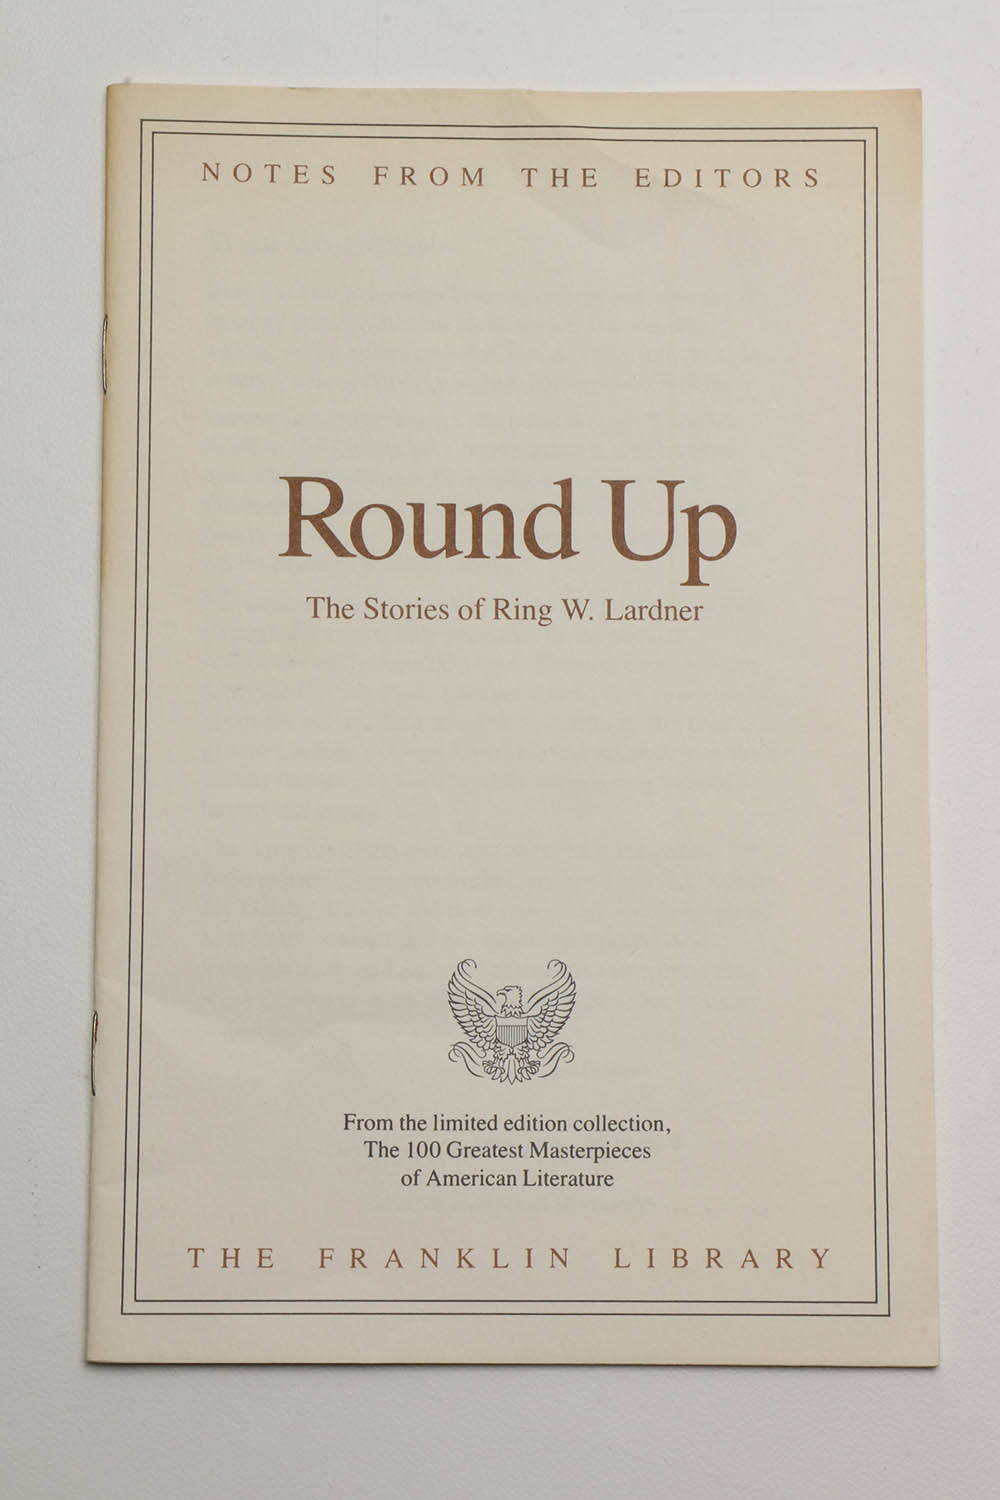 NOTES FROM THE EDITORS
Round Up
The Stories of Ring W. Lardner
From the limited edition collection,
The 100 Greatest Masterpieces
of American Literature
THE FRANKLIN LIBRARY